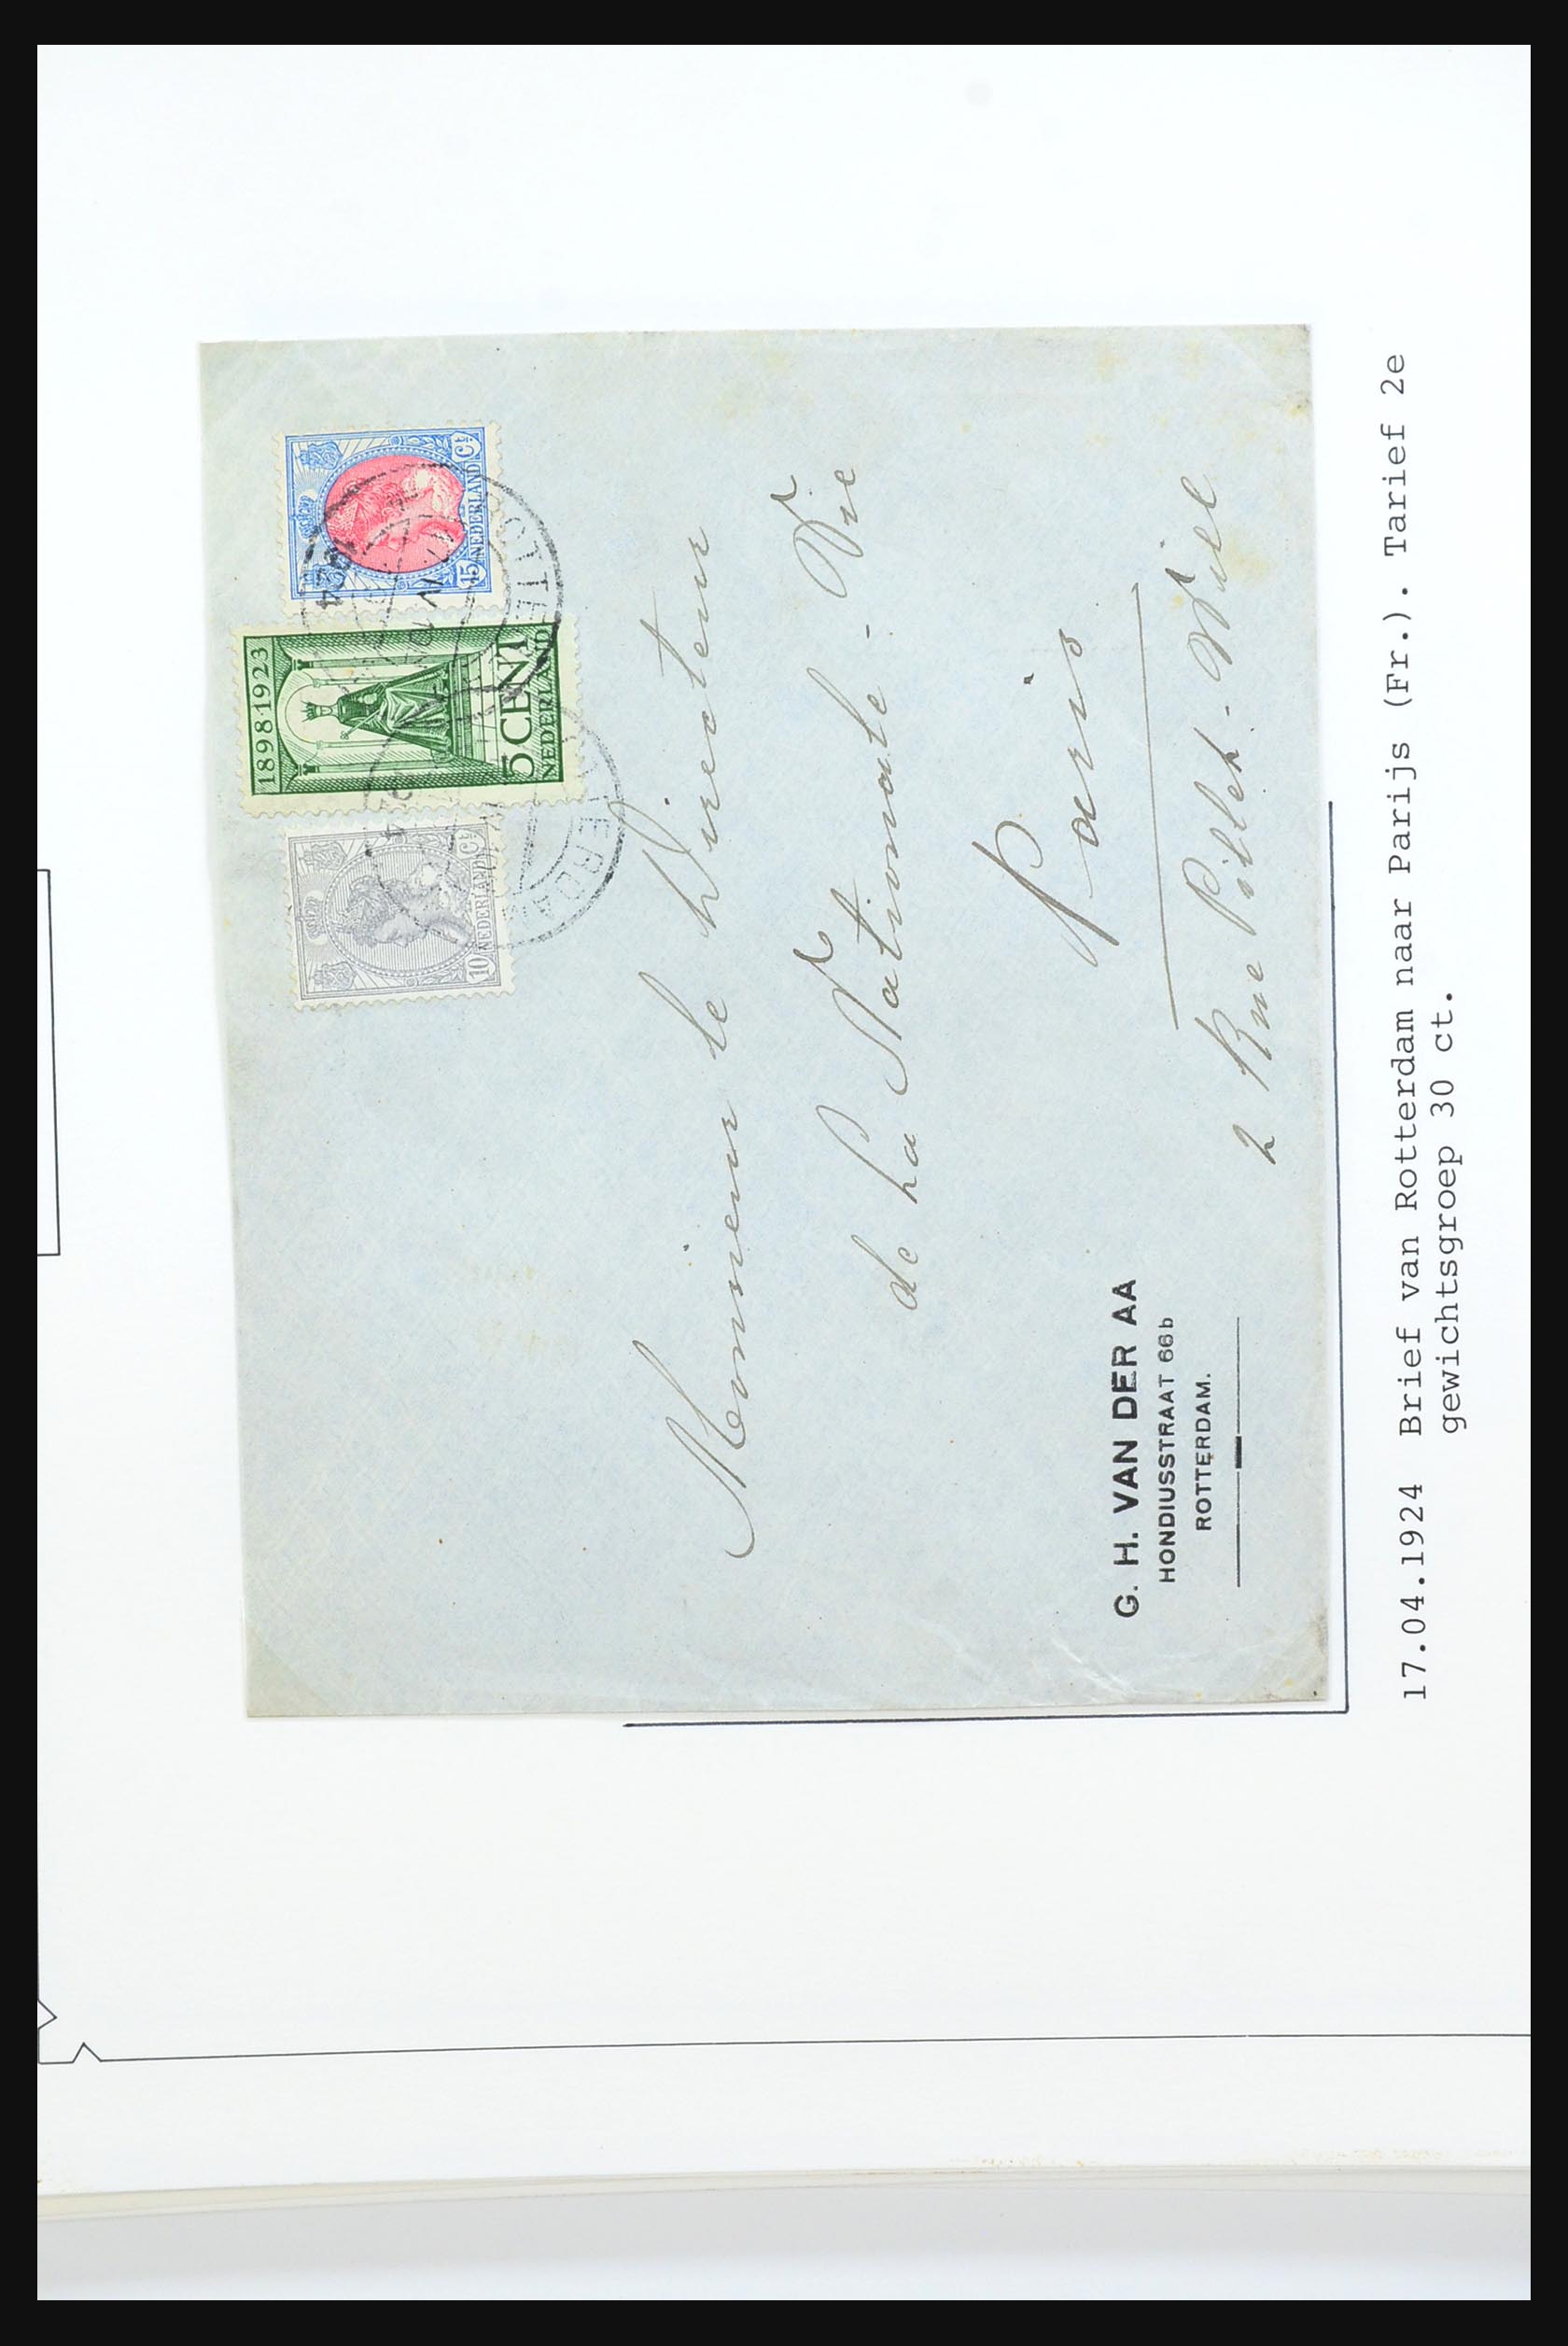 10 Ct
NEDERLAND
1898 1923
5 CENT
NEDERLAND
15 Ct
NEDERLAND
ROTTERDAM
1924
Monsieur le Directeur
de La Nationale - Vie
Paris
2 Rue Pillet - Will
G. H. VAN DER AA
HONDIUSSTRAAT 66b
ROTTERDAM.
17.04.1924 Brief van Rotterdam naar Parijs (Fr.). Tarief 2e
gewichtsgroep 30 ct.